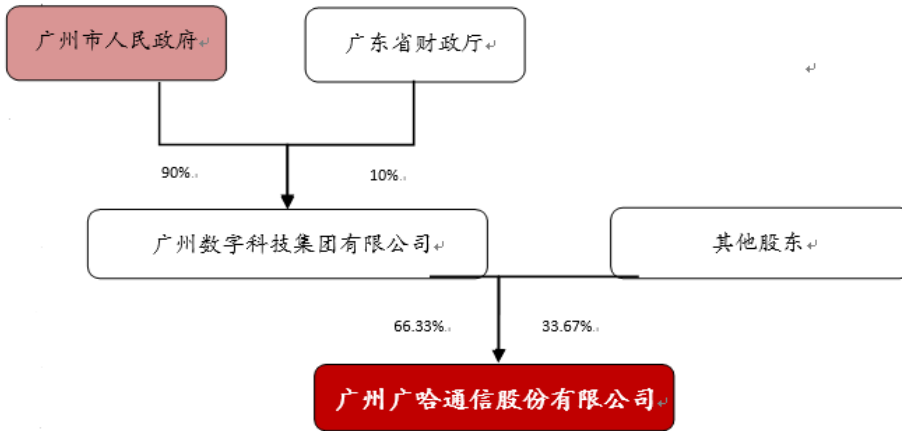 广州市人民政府
广东省财政厅
90%
10%
广州数字科技集团有限公司
其他股东
66.33%
33.67%
广州广哈通信股份有限公司